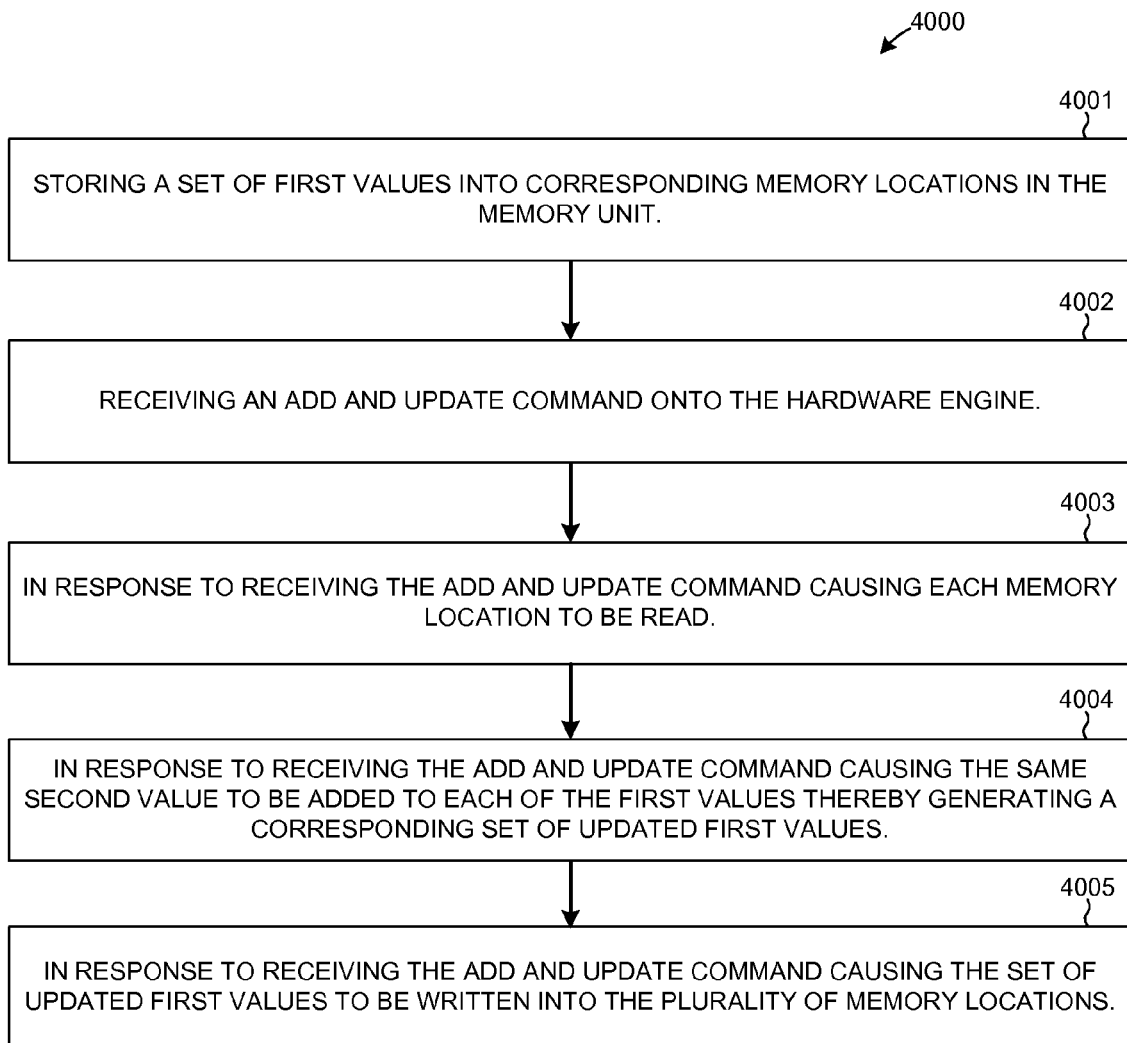 4000
4001
STORING A SET OF FIRST VALUES INTO CORRESPONDING MEMORY LOCATIONS IN THE
MEMORY UNIT.
4002
RECEIVING AN ADD AND UPDATE COMMAND ONTO THE HARDWARE ENGINE.
4003
IN RESPONSE TO RECEIVING THE ADD AND UPDATE COMMAND CAUSING EACH MEMORY
LOCATION TO BE READ.
4004
IN RESPONSE TO RECEIVING THE ADD AND UPDATE COMMAND CAUSING THE SAME
SECOND VALUE TO BE ADDED TO EACH OF THE FIRST VALUES THEREBY GENERATING A
CORRESPONDING SET OF UPDATED FIRST VALUES.
4005
IN RESPONSE TO RECEIVING THE ADD AND UPDATE COMMAND CAUSING THE SET OF
UPDATED FIRST VALUES TO BE WRITTEN INTO THE PLURALITY OF MEMORY LOCATIONS.